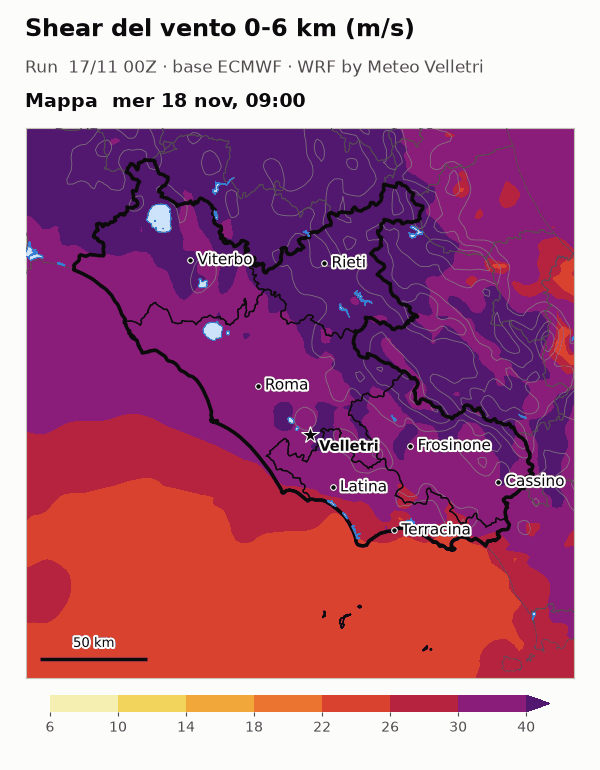 Shear del vento 0-6 km (m/s)
Run  17/11 00Z · base ECMWF · WRF by Meteo Velletri
Mappa  mer 18 nov, 09:00
Viterbo
Rieti
Roma
Velletri
Frosinone
Cassino
Latina
Terracina
50 km
6 10 14 18 22 26 30 40